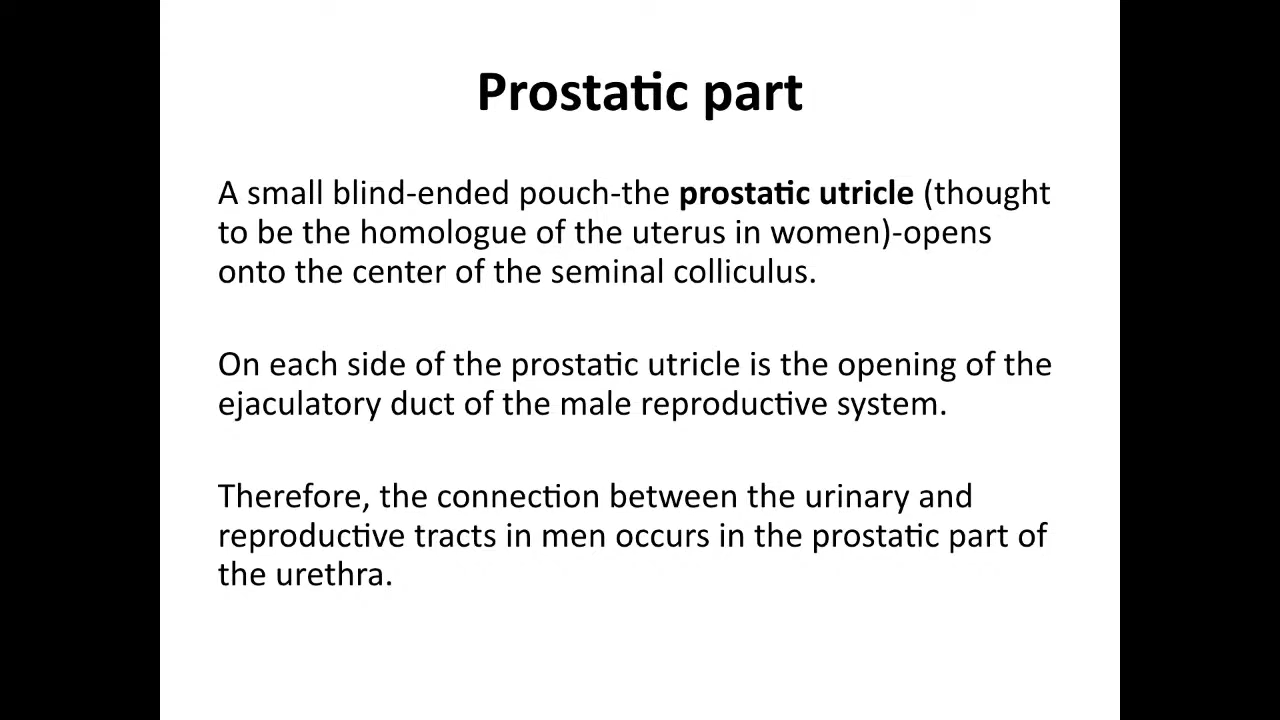 Prostatic part
A small blind-ended pouch-the prostatic utricle (thought
to be the homologue of the uterus in women)-opens
onto the center of the seminal colliculus.
On each side of the prostatic utricle is the opening of the
ejaculatory duct of the male reproductive system.
Therefore, the connection between the urinary and
reproductive tracts in men occurs in the prostatic part of
the urethra.